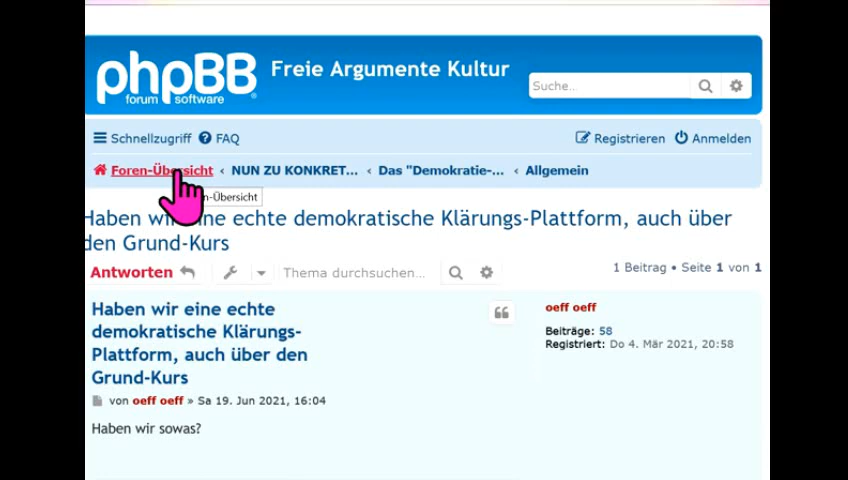 phpBB
forum software
Freie Argumente Kultur
Suche...
Schnellzugriff FAQ
Registrieren Anmelden
Foren-Übersicht ‹ NUN ZU KONKRET... ‹ Das "Demokratie-... ‹ Allgemein
n-Übersicht
Haben wir eine echte demokratische Klärungs-Plattform, auch über
den Grund-Kurs
Antworten
Thema durchsuchen...
1 Beitrag • Seite 1 von 1
Haben wir eine echte
demokratische Klärungs-
Plattform, auch über den
Grund-Kurs
von oeff oeff » Sa 19. Jun 2021, 16:04
Haben wir sowas?
oeff oeff
Beiträge: 58
Registriert: Do 4. Mär 2021, 20:58